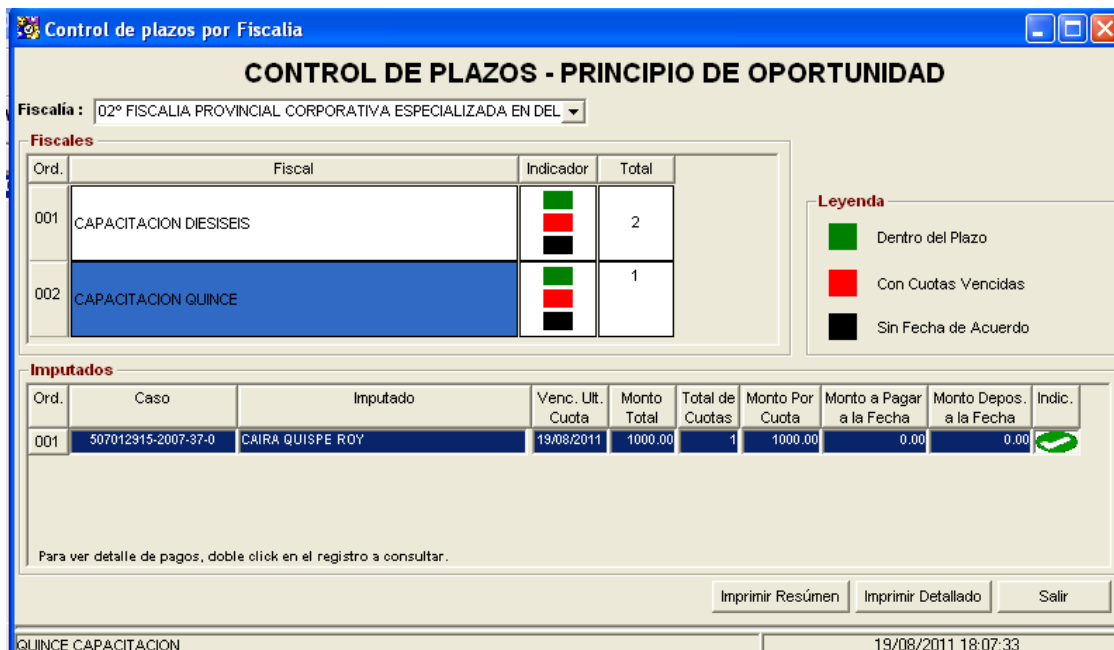 Control de plazos por Fiscalia
CONTROL DE PLAZOS - PRINCIPIO DE OPORTUNIDAD
Fiscalía : 02º FISCALIA PROVINCIAL CORPORATIVA ESPECIALIZADA EN DEL
Fiscales
Ord. Fiscal Indicador Total
001 CAPACITACION DIESISEIS 2
002 CAPACITACION QUINCE 1
Leyenda
Dentro del Plazo
Con Cuotas Vencidas
Sin Fecha de Acuerdo
Imputados
Ord. Caso Imputado Venc. Ult. Cuota Monto Total Total de Cuotas Monto Por Cuota Monto a Pagar a la Fecha Monto Depos. a la Fecha Indic.
001 507012915-2007-37-0 CAIRA QUISPE ROY 19/08/2011 1000.00 1 1000.00 0.00 0.00
Para ver detalle de pagos, doble click en el registro a consultar.
Imprimir Resúmen Imprimir Detallado Salir
QUINCE CAPACITACION 19/08/2011 18:07:33